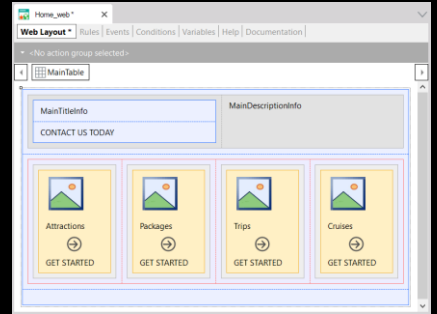 Home_web*
Web Layout * Rules Events Conditions Variables Help Documentation
<No action group selected>
MainTable
MainTitleInfo
MainDescriptionInfo
CONTACT US TODAY
Attractions Packages Trips Cruises
GET STARTED GET STARTED GET STARTED GET STARTED